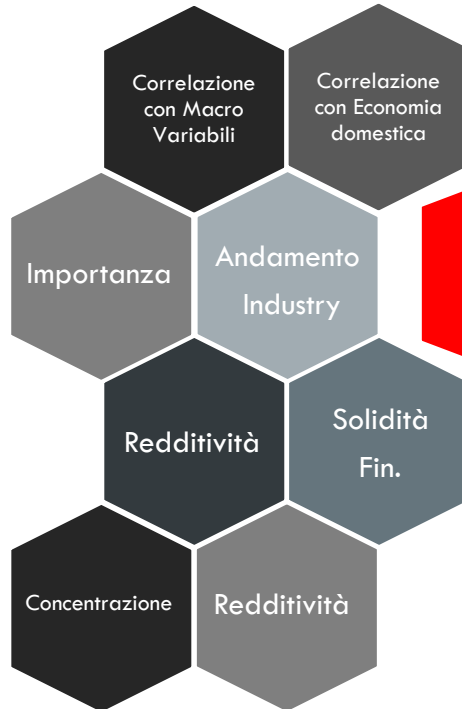 Correlazione
con Macro
Variabili
Correlazione
con Economia
domestica
Importanza
Andamento
Industry
Redditività
Solidità
Fin.
Concentrazione
Redditività